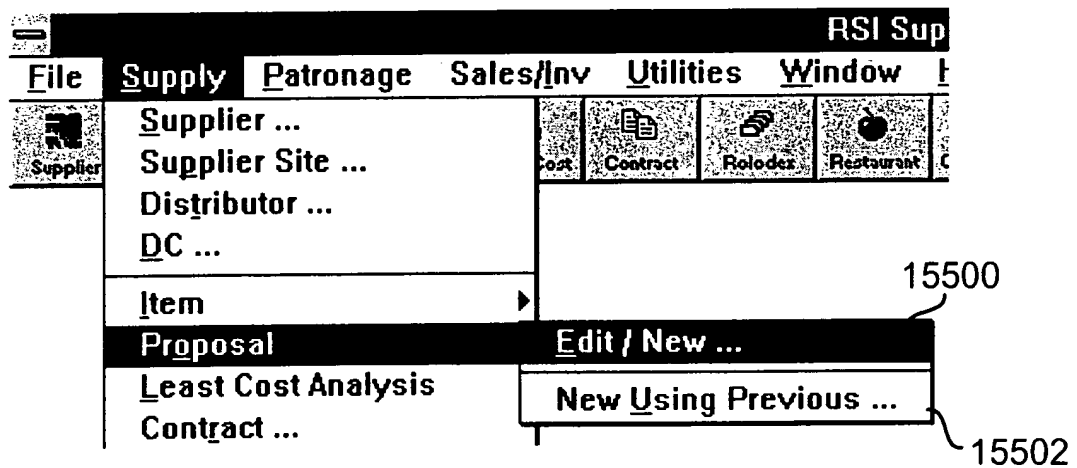 RSI Sup
File Supply Patronage Sales/Inv Utilities Window
Supplier Cost Contract Rolodex Restaurant
Supplier ...
Supplier Site ...
Distributor ...
DC ...
Item
Proposal
Edit / New ...
New Using Previous ...
Least Cost Analysis
Contract ...
15500
15502